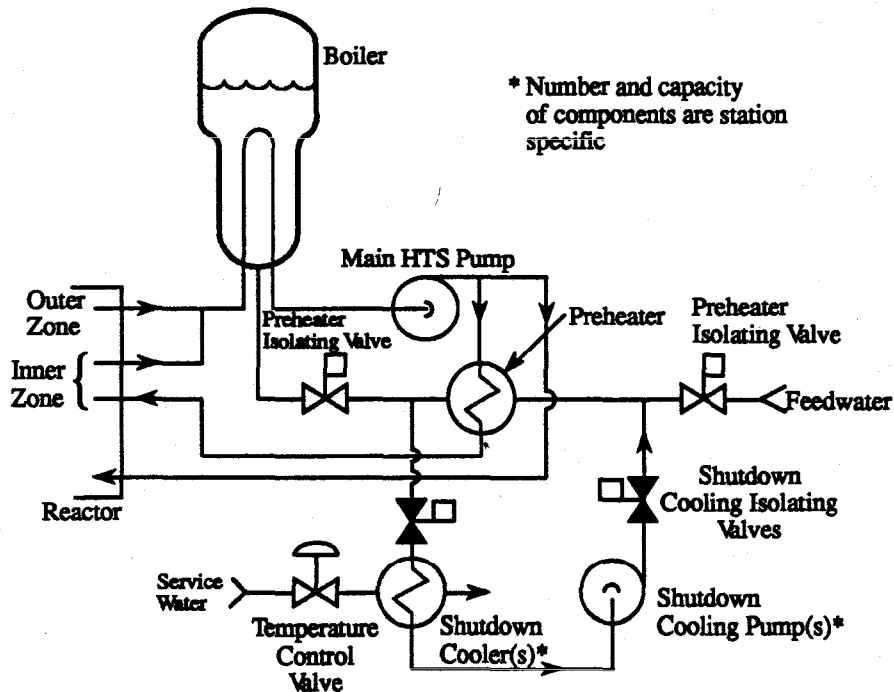 Boiler
* Number and capacity
of components are station
specific
Main HTS Pump
Outer
Zone
Preheater
Isolating Valve
Preheater
Preheater
Isolating Valve
Inner
Zone
Feedwater
Reactor
Shutdown
Cooling Isolating
Valves
Service
Water
Temperature
Control
Valve
Shutdown
Cooler(s)*
Shutdown
Cooling Pump(s)*